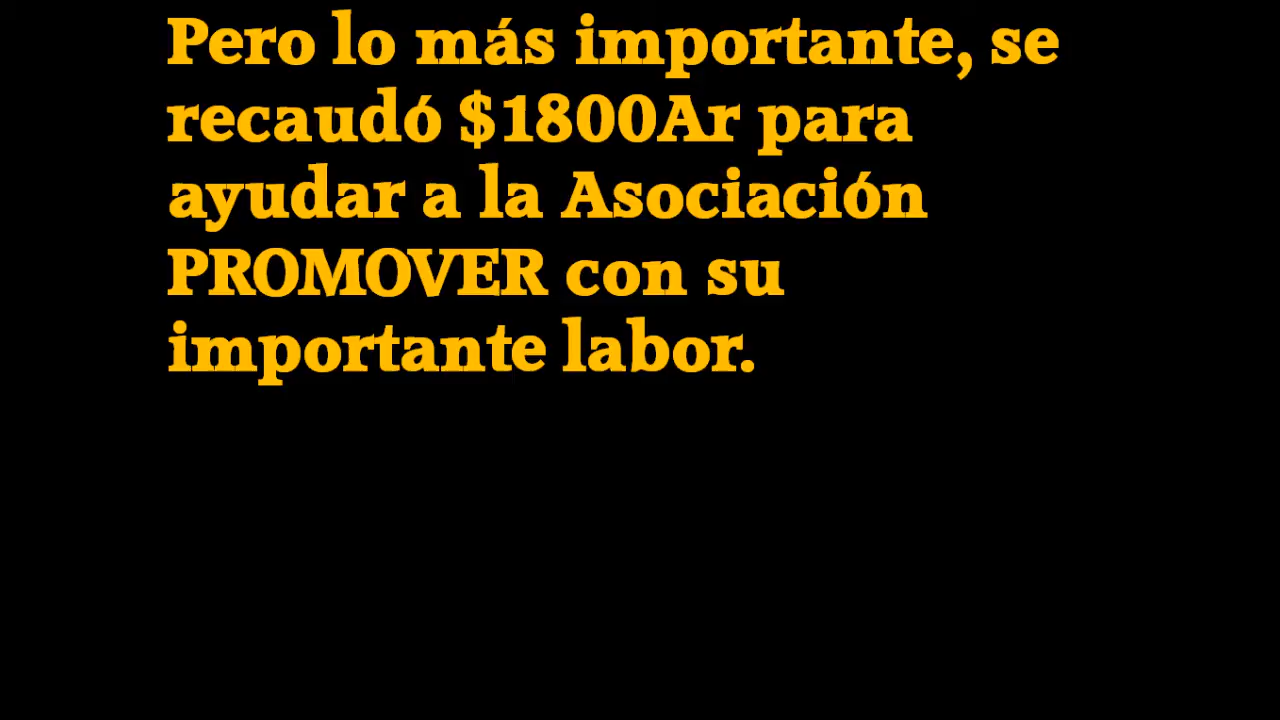 Pero lo más importante, se
recaudó $1800Ar para
ayudar a la Asociación
PROMOVER con su
importante labor.